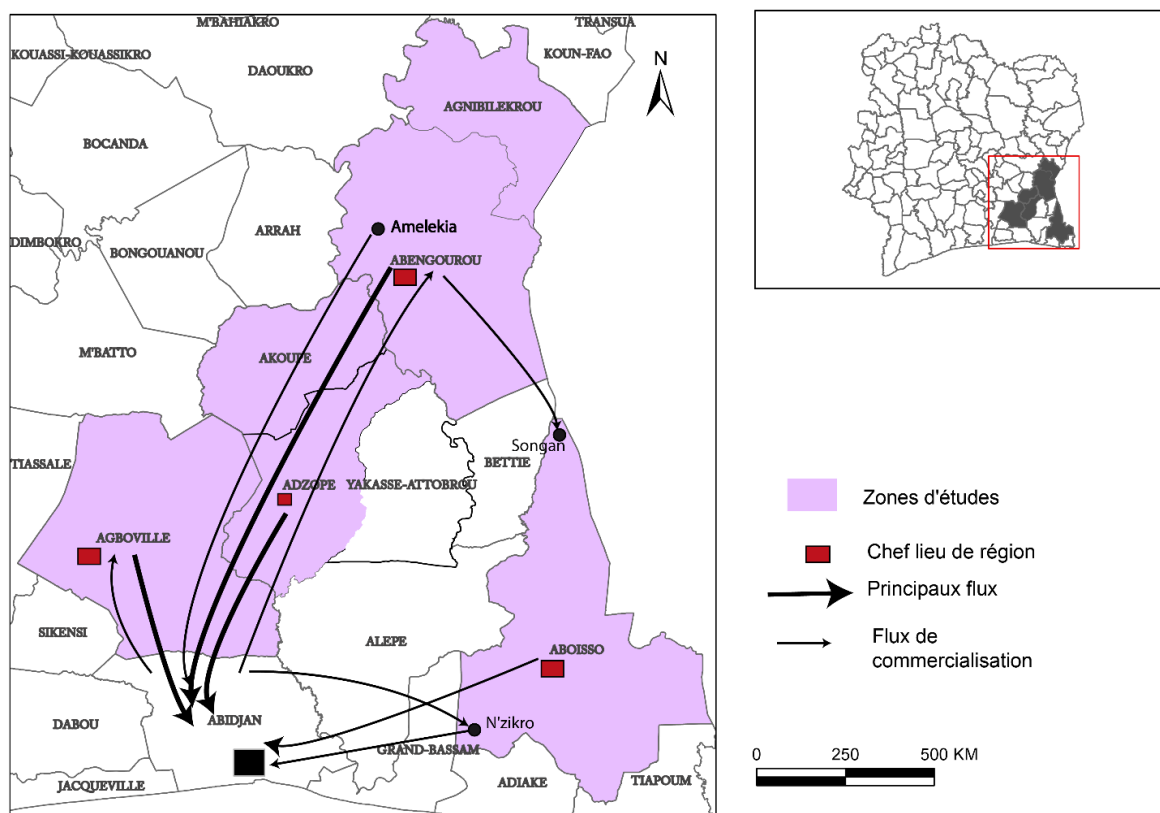 M'BAHIAKRO
TRANSUA
KOUASSI-KOUASSIKRO
KOUN-FAO
DAOUKRO
N
AGNIBILEKROU
BOCANDA
Amelekia
ARRAH
DIMBOKRO
BONGOUANOU
ABENGOUROU
M'BATTO
AKOUPE
Songan
TIASSALE
BETTIE
ADZOPE
YAKASSE-ATTOBROU
AGBOVILLE
SIKENSI
ALEPE
ABOISSO
DABOU
ABIDJAN
N'zikro
GRAND-BASSAM
JACQUEVILLE
ADIAKE
TIAPOUM
Zones d'études
Chef lieu de région
Principaux flux
Flux de
commercialisation
0 250 500 KM